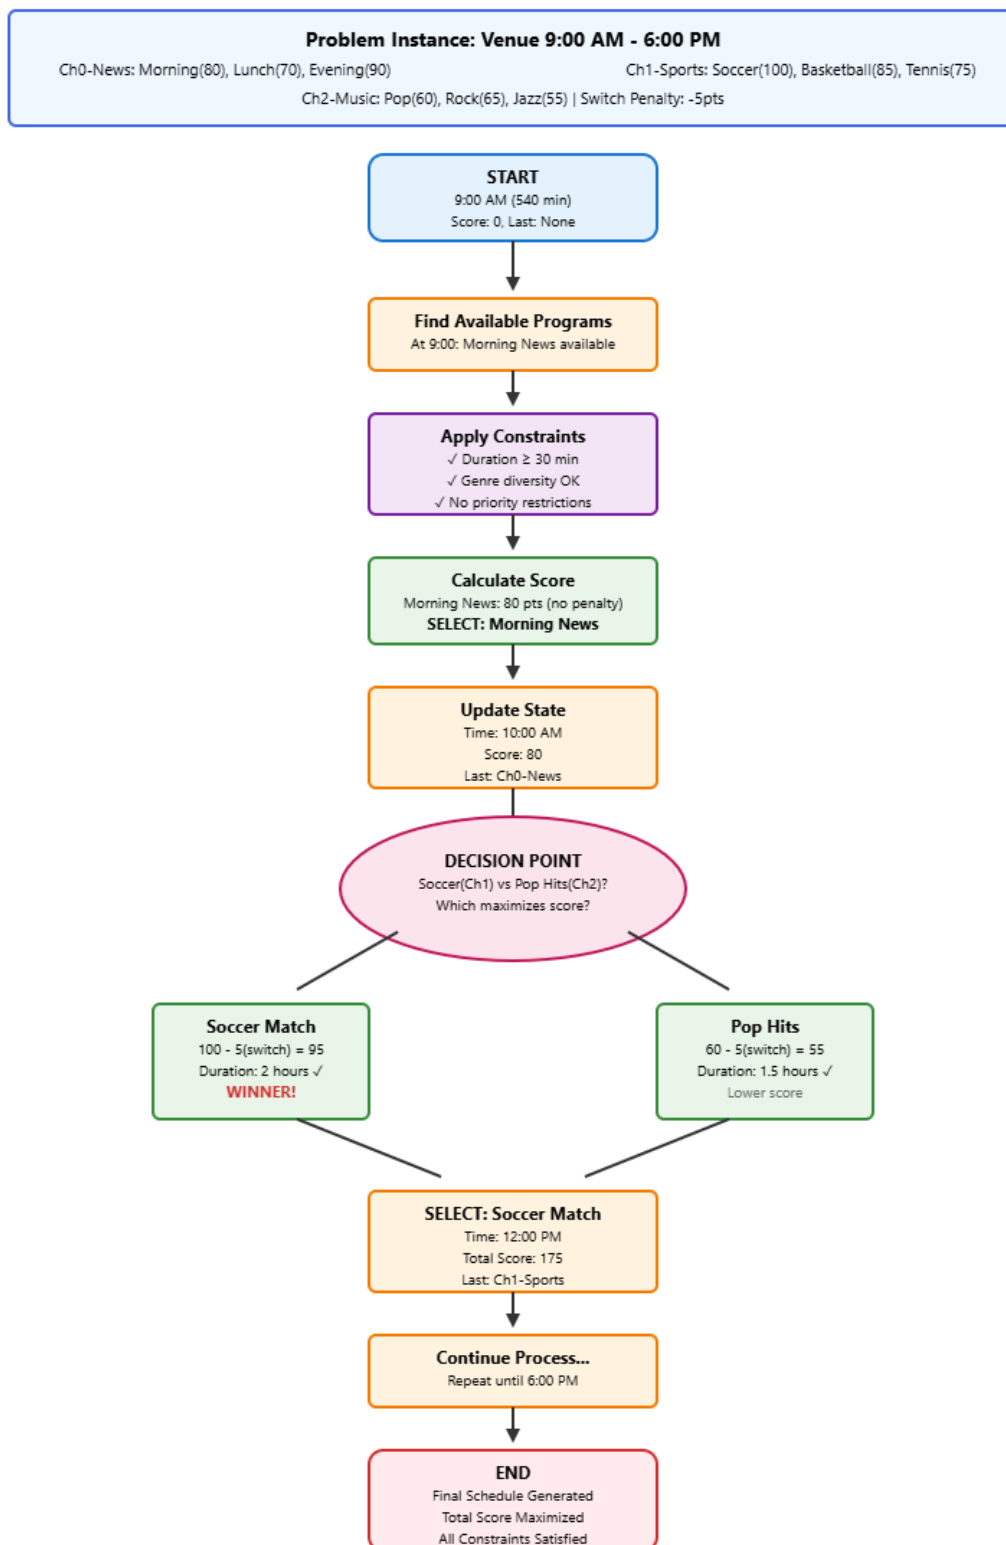 Problem Instance: Venue 9:00 AM - 6:00 PM
Ch0-News: Morning(80), Lunch(70), Evening(90)
Ch1-Sports: Soccer(100), Basketball(85), Tennis(75)
Ch2-Music: Pop(60), Rock(65), Jazz(55) | Switch Penalty: -5pts
START
9:00 AM (540 min)
Score: 0, Last: None
Find Available Programs
At 9:00: Morning News available
Apply Constraints
✓ Duration ≥ 30 min
✓ Genre diversity OK
✓ No priority restrictions
Calculate Score
Morning News: 80 pts (no penalty)
SELECT: Morning News
Update State
Time: 10:00 AM
Score: 80
Last: Ch0-News
DECISION POINT
Soccer(Ch1) vs Pop Hits(Ch2)?
Which maximizes score?
Soccer Match
100 - 5(switch) = 95
Duration: 2 hours ✓
WINNER!
Pop Hits
60 - 5(switch) = 55
Duration: 1.5 hours ✓
Lower score
SELECT: Soccer Match
Time: 12:00 PM
Total Score: 175
Last: Ch1-Sports
Continue Process...
Repeat until 6:00 PM
END
Final Schedule Generated
Total Score Maximized
All Constraints Satisfied